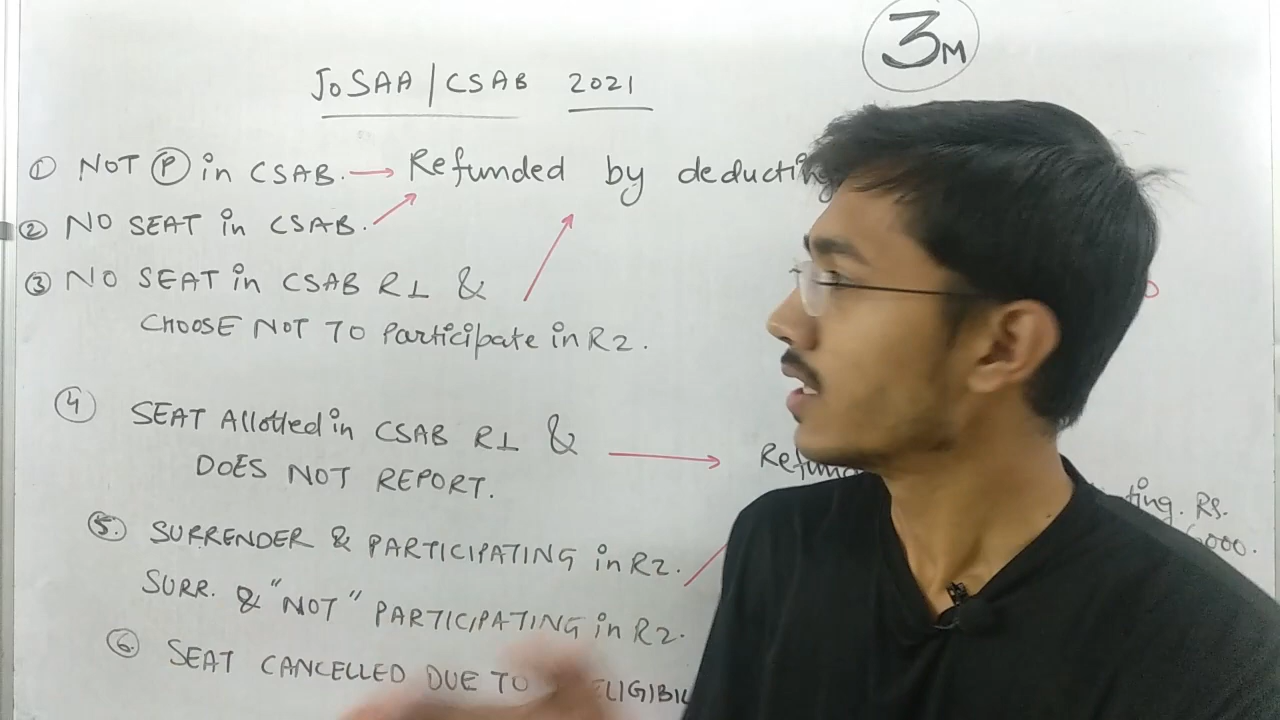 3M
JoSAA/CSAB 2021
① NOT Ⓟ in CSAB. → Refunded by deducting
② NO SEAT in CSAB.
③ NO SEAT in CSAB R1 &
CHOOSE NOT TO Participate in R2.
④ SEAT Allotted in CSAB R1 &
DOES NOT REPORT. → 
⑤. SURRENDER & PARTICIPATING in R2.
SURR. & "NOT" PARTICIPATING in R2.
⑥. SEAT CANCELLED DUE TO
Rs.